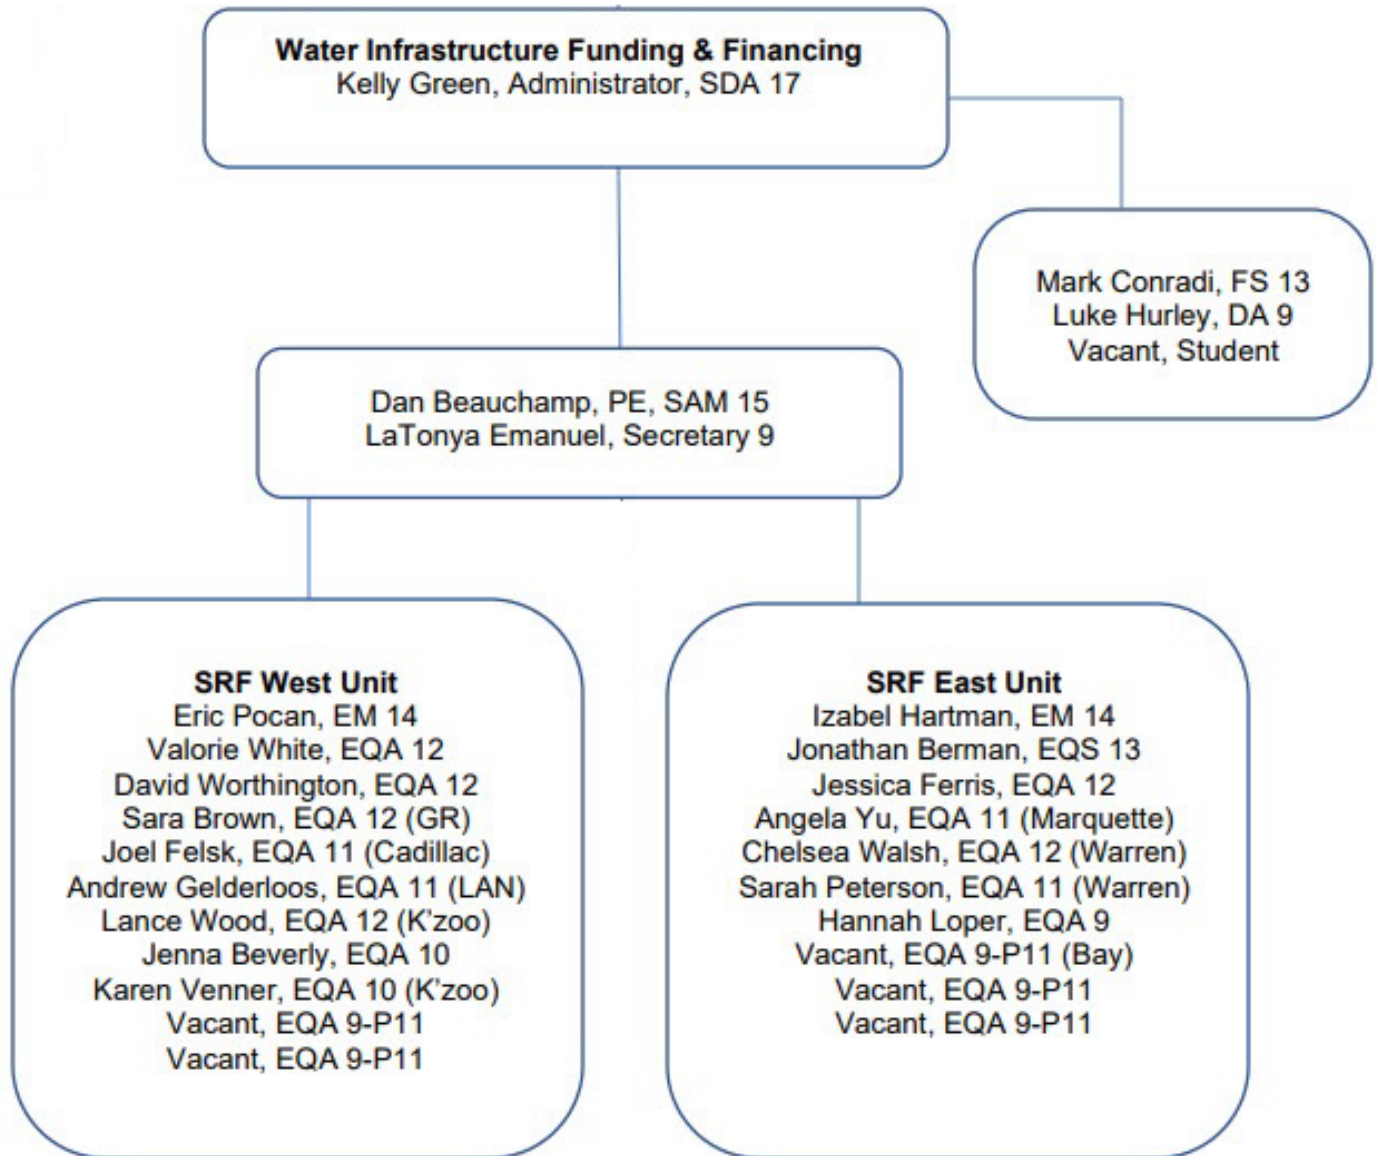 Water Infrastructure Funding & Financing
Kelly Green, Administrator, SDA 17
Mark Conradi, FS 13
Luke Hurley, DA 9
Vacant, Student
Dan Beauchamp, PE, SAM 15
LaTonya Emanuel, Secretary 9
SRF West Unit
Eric Pocan, EM 14
Valorie White, EQA 12
David Worthington, EQA 12
Sara Brown, EQA 12 (GR)
Joel Felsk, EQA 11 (Cadillac)
Andrew Gelderloos, EQA 11 (LAN)
Lance Wood, EQA 12 (K'zoo)
Jenna Beverly, EQA 10
Karen Venner, EQA 10 (K'zoo)
Vacant, EQA 9-P11
Vacant, EQA 9-P11
SRF East Unit
Izabel Hartman, EM 14
Jonathan Berman, EQS 13
Jessica Ferris, EQA 12
Angela Yu, EQA 11 (Marquette)
Chelsea Walsh, EQA 12 (Warren)
Sarah Peterson, EQA 11 (Warren)
Hannah Loper, EQA 9
Vacant, EQA 9-P11 (Bay)
Vacant, EQA 9-P11
Vacant, EQA 9-P11